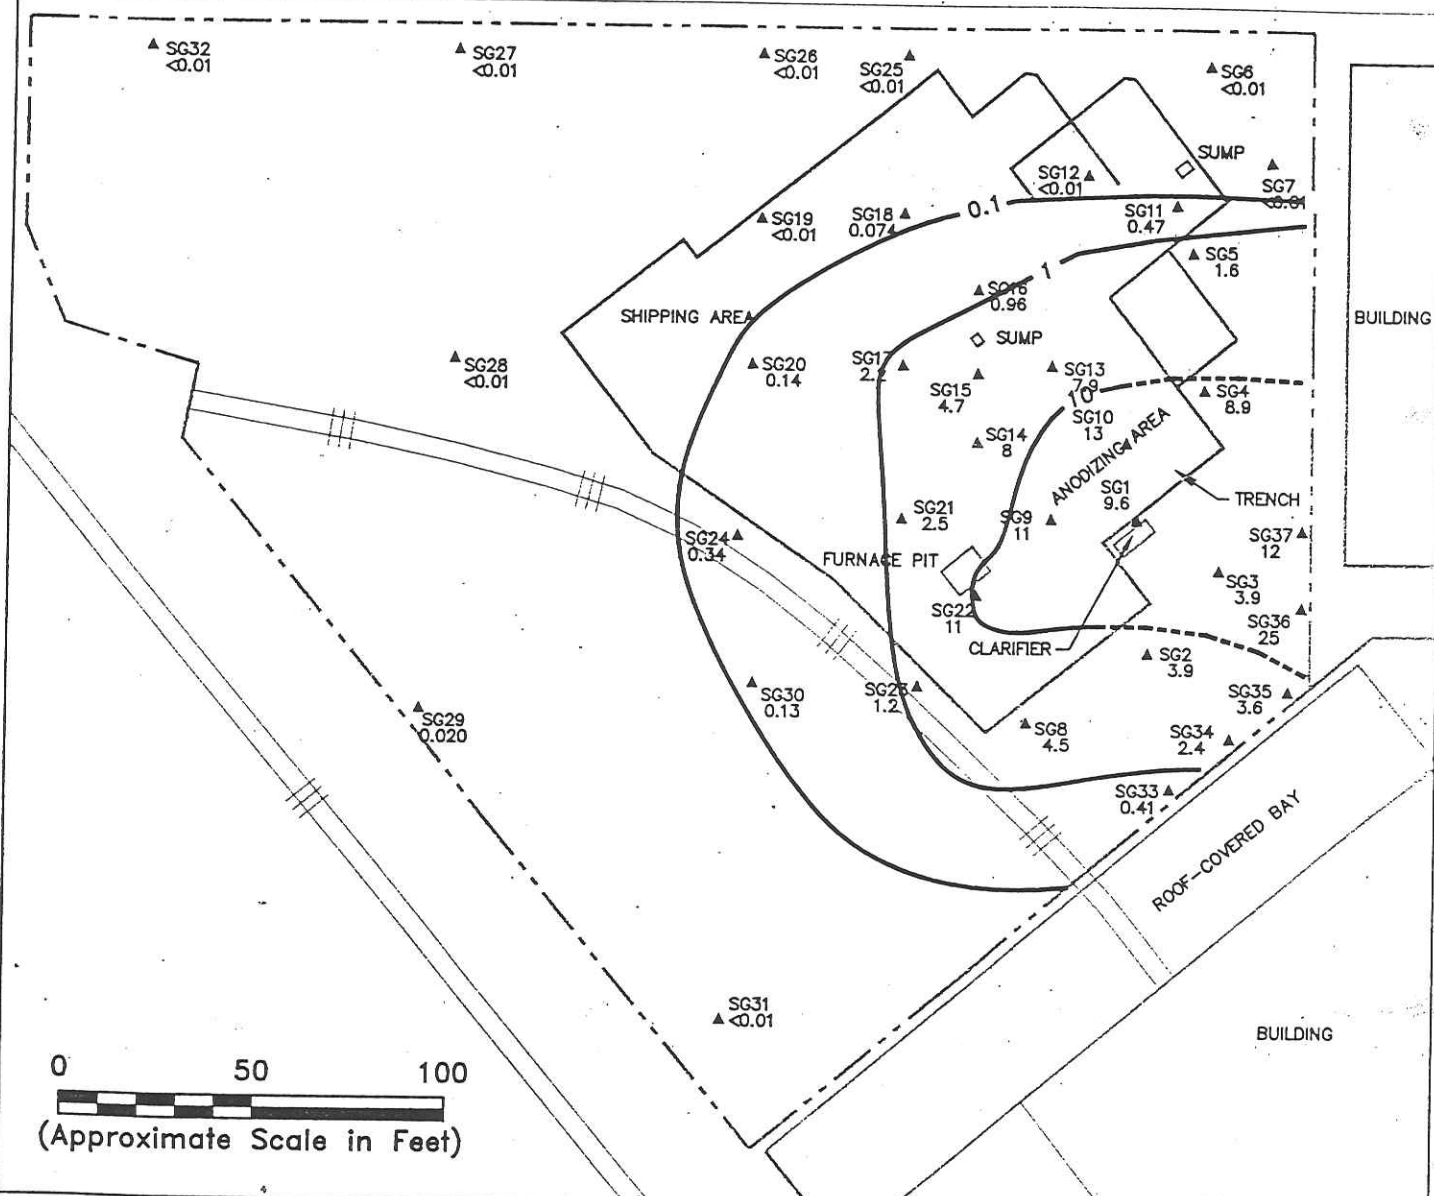 SG32
<0.01
SG27
<0.01
SG26
<0.01
SG25
<0.01
SG6
<0.01
SUMP
SG12
<0.01
SG7
<0.01
0.1
SG19
<0.01
SG18
0.074
SG11
0.47
SG5
1.6
1
SG16
0.96
SHIPPING AREA
SUMP
BUILDING
SG28
<0.01
SG20
0.14
SG17
2.2
SG15
4.7
SG13
7.9
10
SG4
8.9
SG10
13
SG14
8
ANODIZING AREA
SG1
9.6
TRENCH
SG21
2.5
SG9
11
SG24
0.34
SG37
12
FURNACE PIT
SG3
3.9
SG22
11
SG36
25
CLARIFIER
SG2
3.9
SG30
0.13
SG23
1.2
SG35
3.6
SG29
0.020
SG8
4.5
SG34
2.4
SG33
0.41
ROOF-COVERED BAY
SG31
<0.01
BUILDING
0 50 100
(Approximate Scale in Feet)